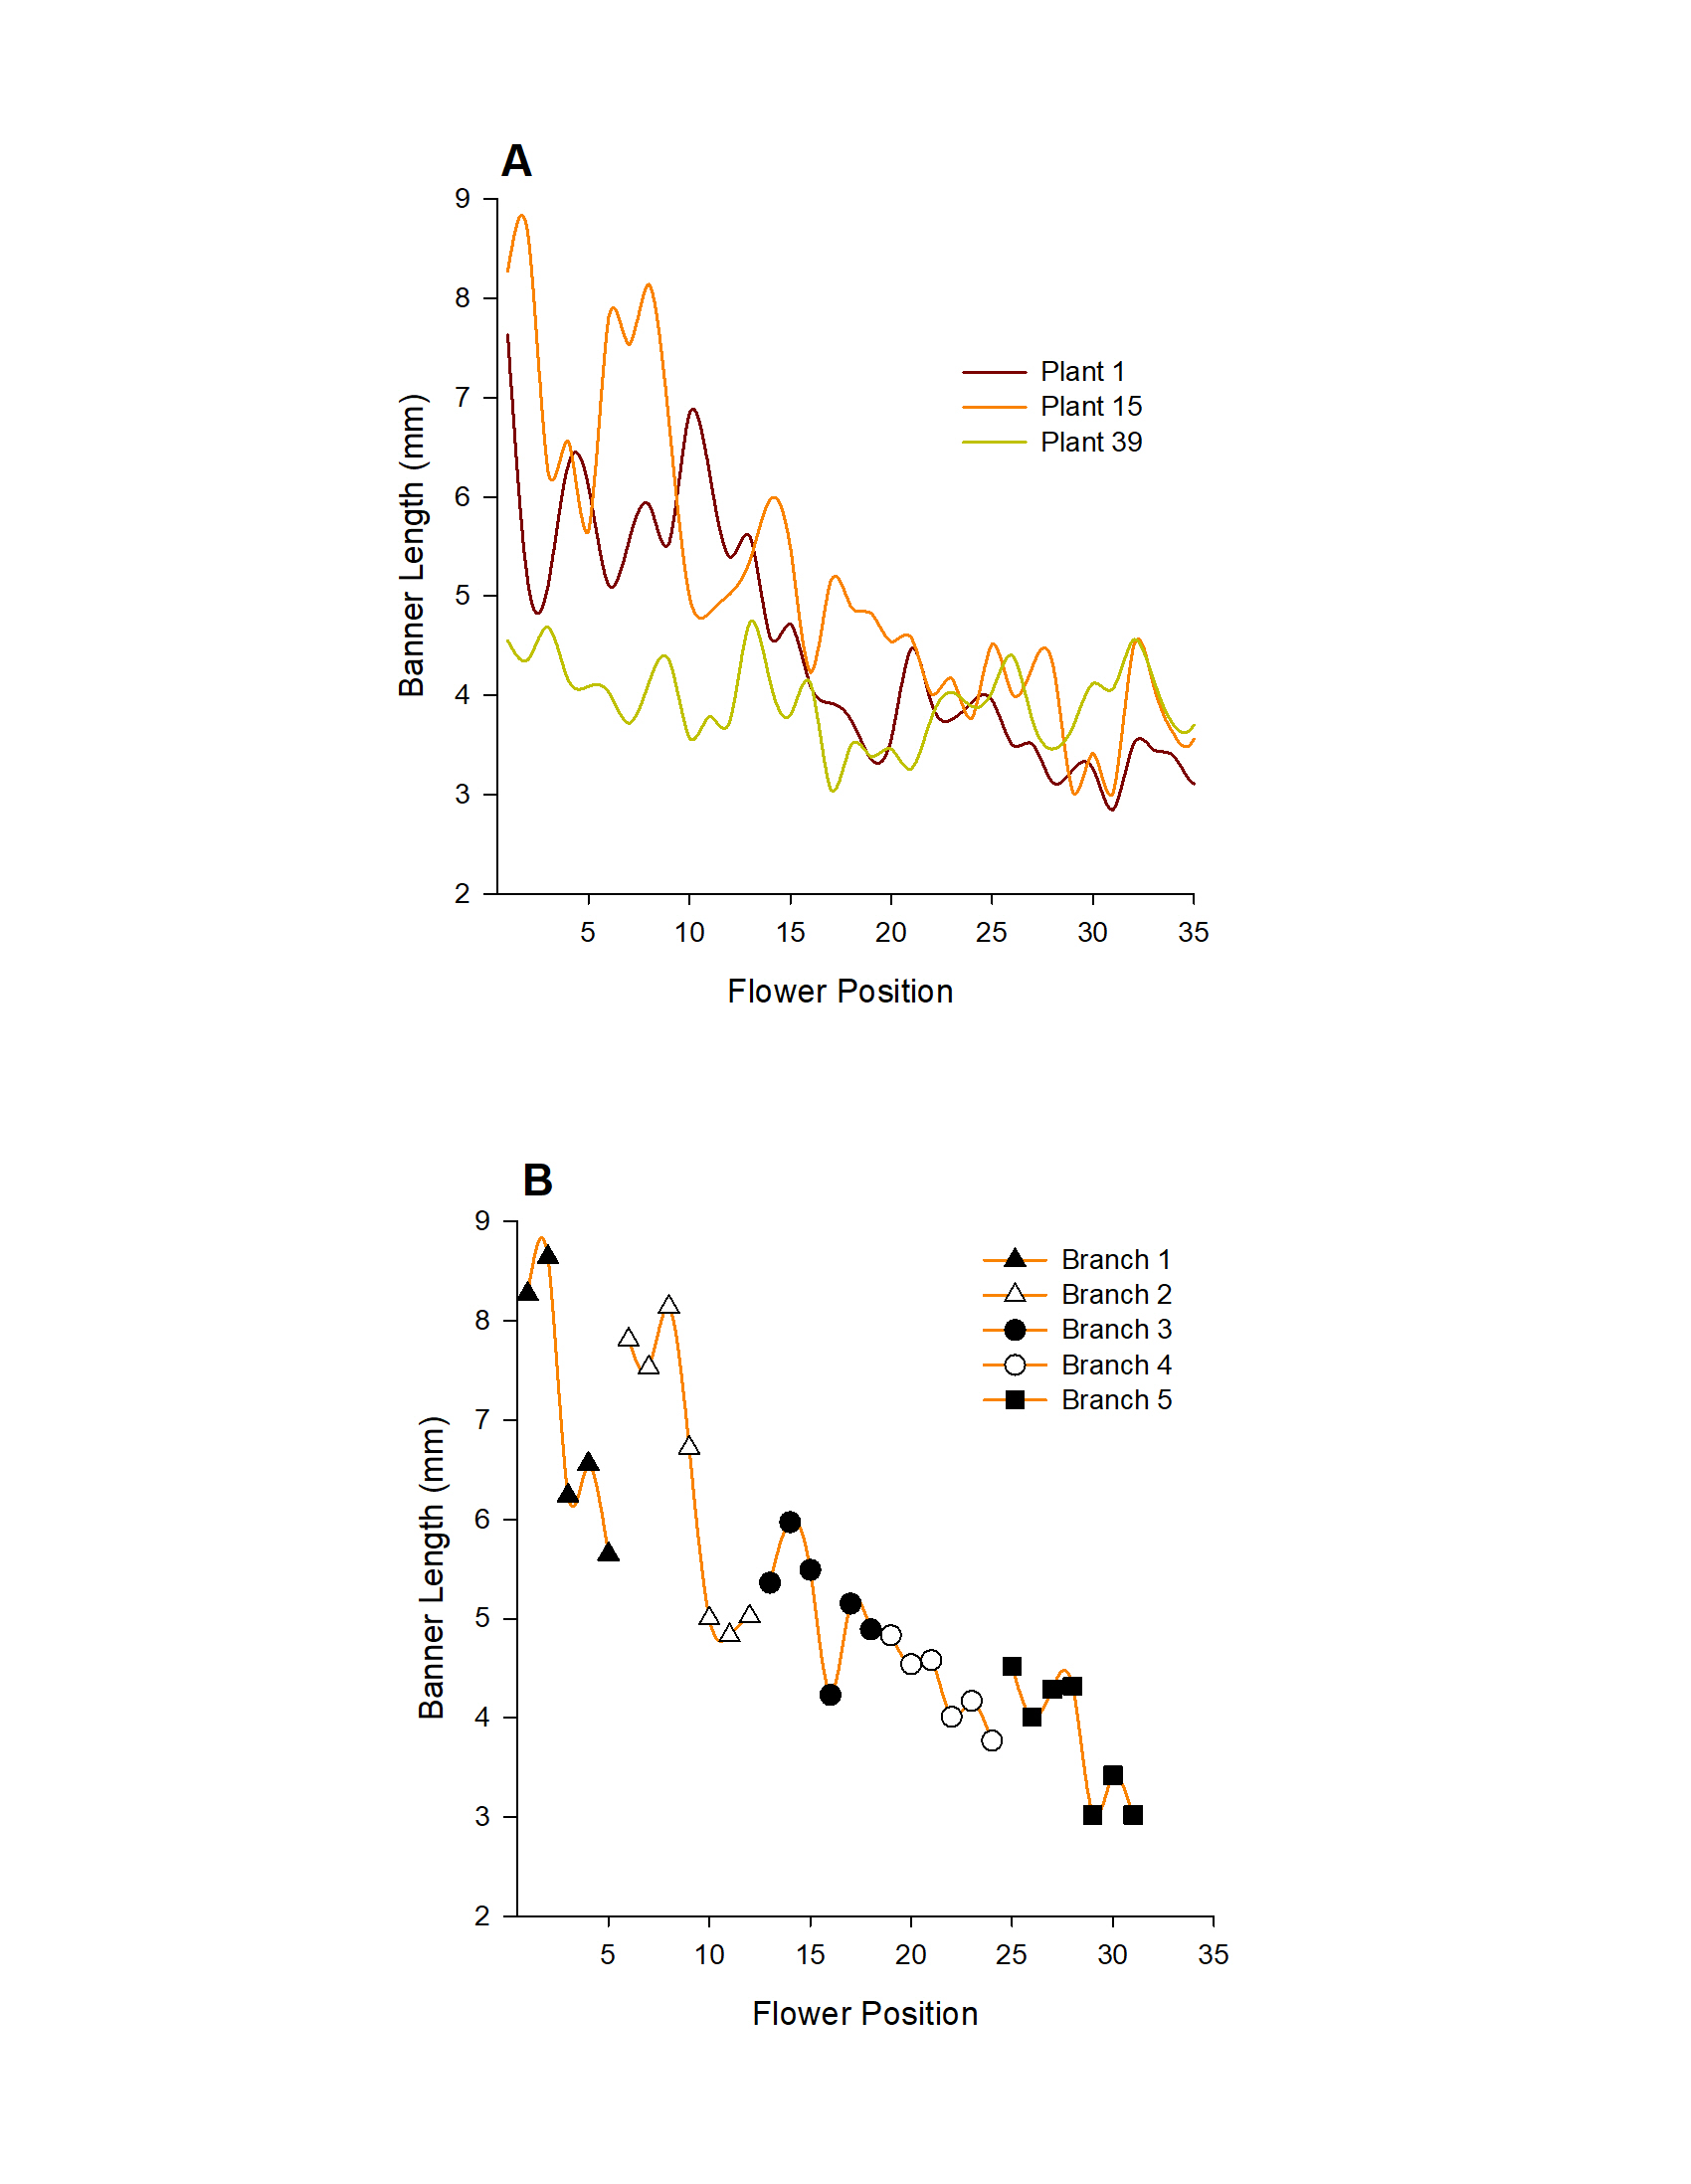 A
9
8
7
6
5
4
3
2
Banner Length (mm)
Plant 1
Plant 15
Plant 39
5 10 15 20 25 30 35
Flower Position
B
9
8
7
6
5
4
3
2
Banner Length (mm)
Branch 1
Branch 2
Branch 3
Branch 4
Branch 5
5 10 15 20 25 30 35
Flower Position